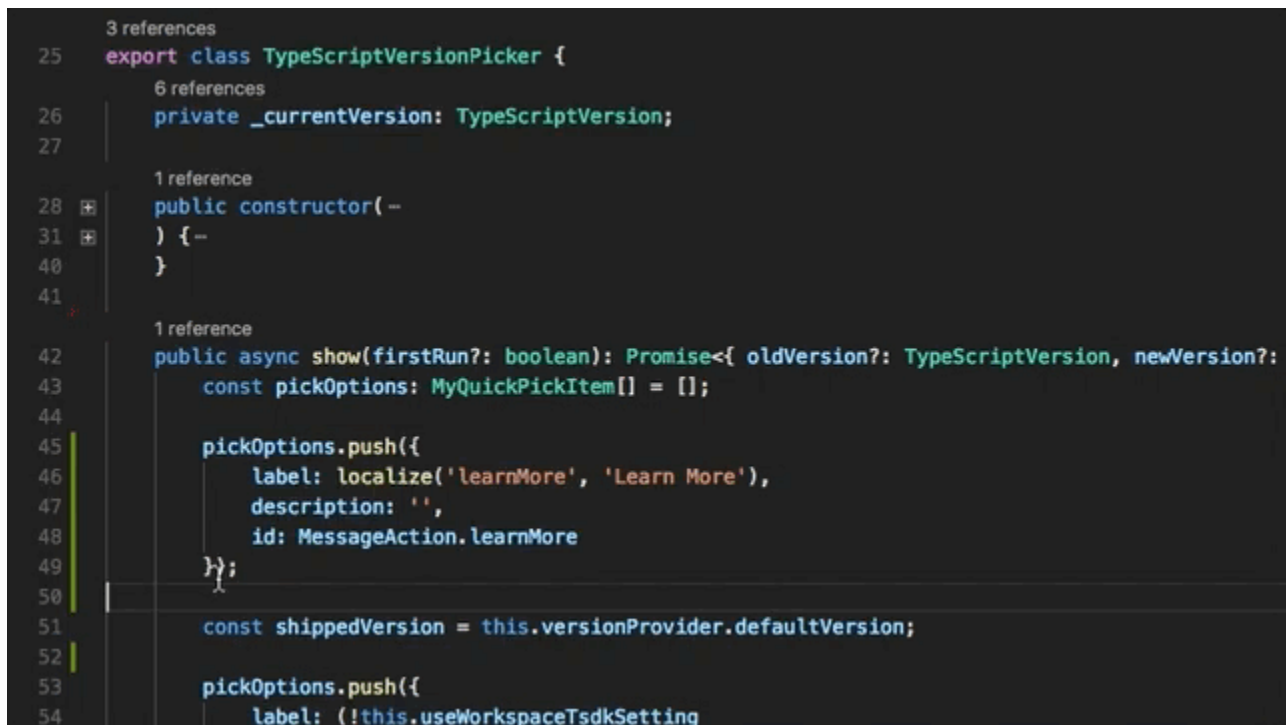 3 references
25 export class TypeScriptVersionPicker {
6 references
26 private _currentVersion: TypeScriptVersion;
27
1 reference
28 public constructor( ⋯
31 ) { ⋯
40 }
41
1 reference
42 public async show(firstRun?: boolean): Promise<{ oldVersion?: TypeScriptVersion, newVersion?:
43 const pickOptions: MyQuickPickItem[] = [];
44
45 pickOptions.push({
46 label: localize('learnMore', 'Learn More'),
47 description: '',
48 id: MessageAction.learnMore
49 });
50
51 const shippedVersion = this.versionProvider.defaultVersion;
52
53 pickOptions.push({
54 label: (!this.useWorkspaceTsdkSetting